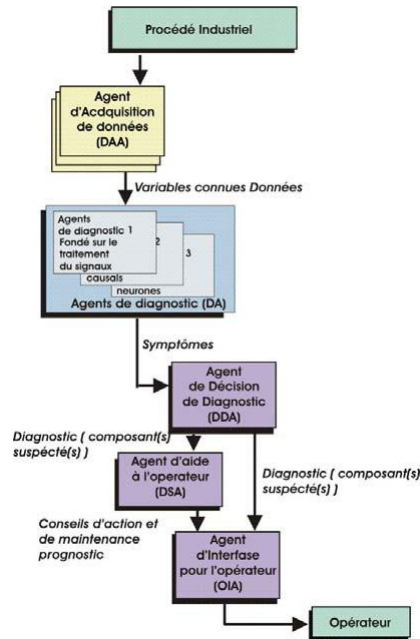 Procédé Industriel
Agent
d'Acdquisition
de données
(DAA)
Variables connues Données
Agents
de diagnostic 1
Fondé sur le
traitement
du signaux
2
causals
3
neurones
Agents de diagnostic (DA)
Symptômes
Agent
de Décision
de Diagnostic
(DDA)
Diagnostic ( composant(s)
suspécté(s) )
Agent d'aide
à l'operateur
(DSA)
Diagnostic ( composant(s)
suspécté(s) )
Conseils d'action et
de maintenance
prognostic
Agent
d'Interfase
pour l'opérateur
(OIA)
Opérateur